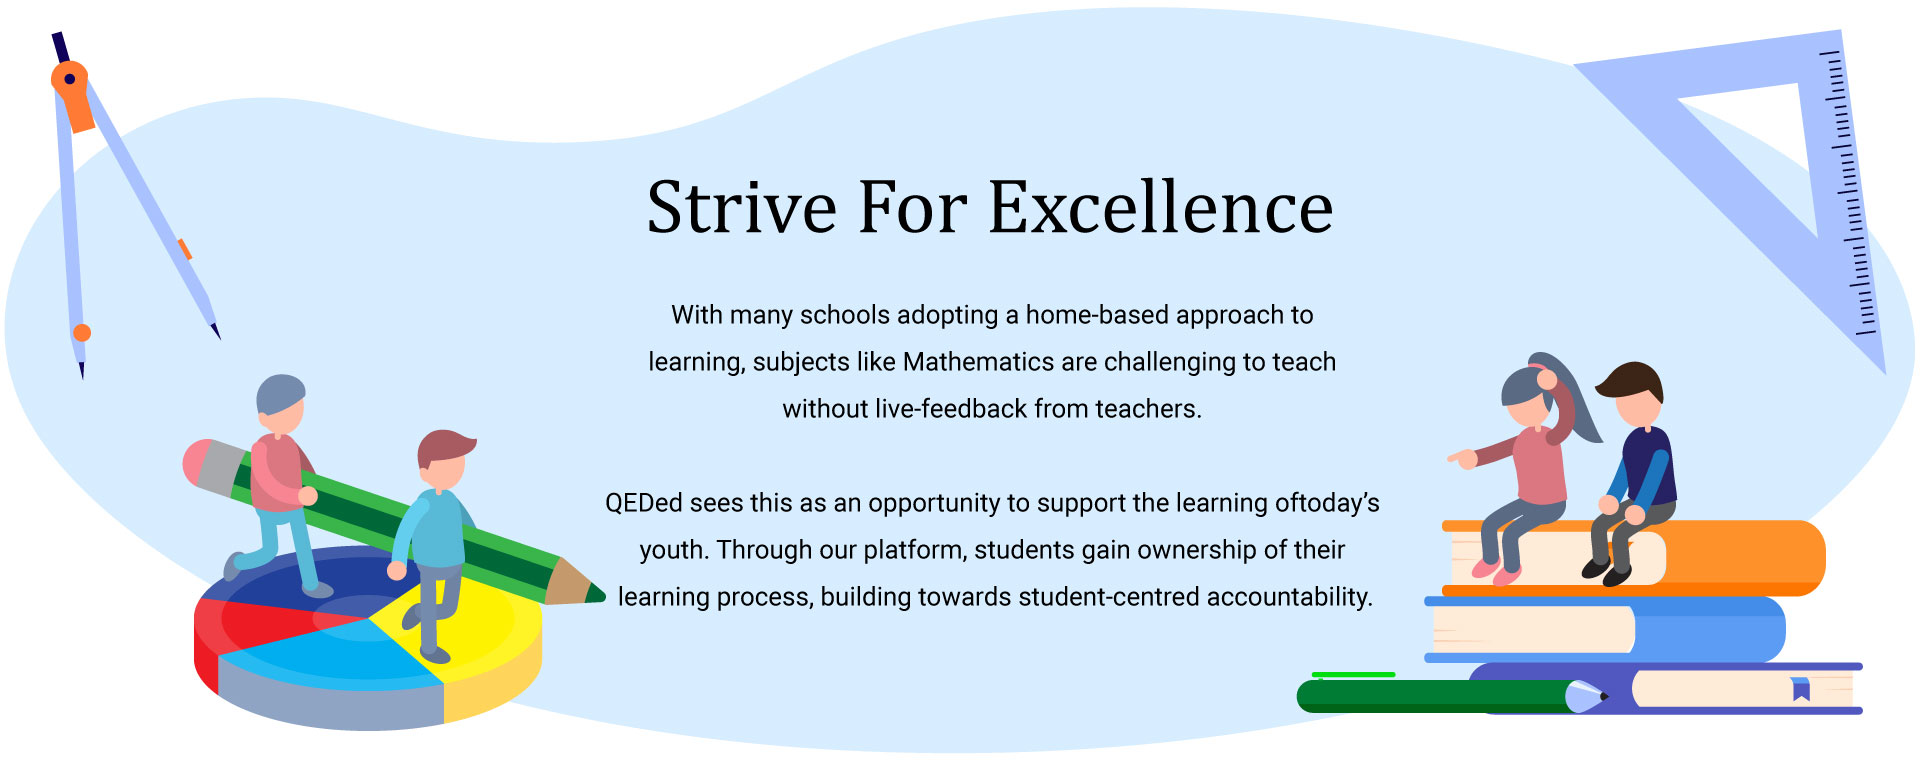 Strive For Excellence
With many schools adopting a home-based approach to
learning, subjects like Mathematics are challenging to teach
without live-feedback from teachers.
QEDed sees this as an opportunity to support the learning oftoday’s
youth. Through our platform, students gain ownership of their
learning process, building towards student-centred accountability.